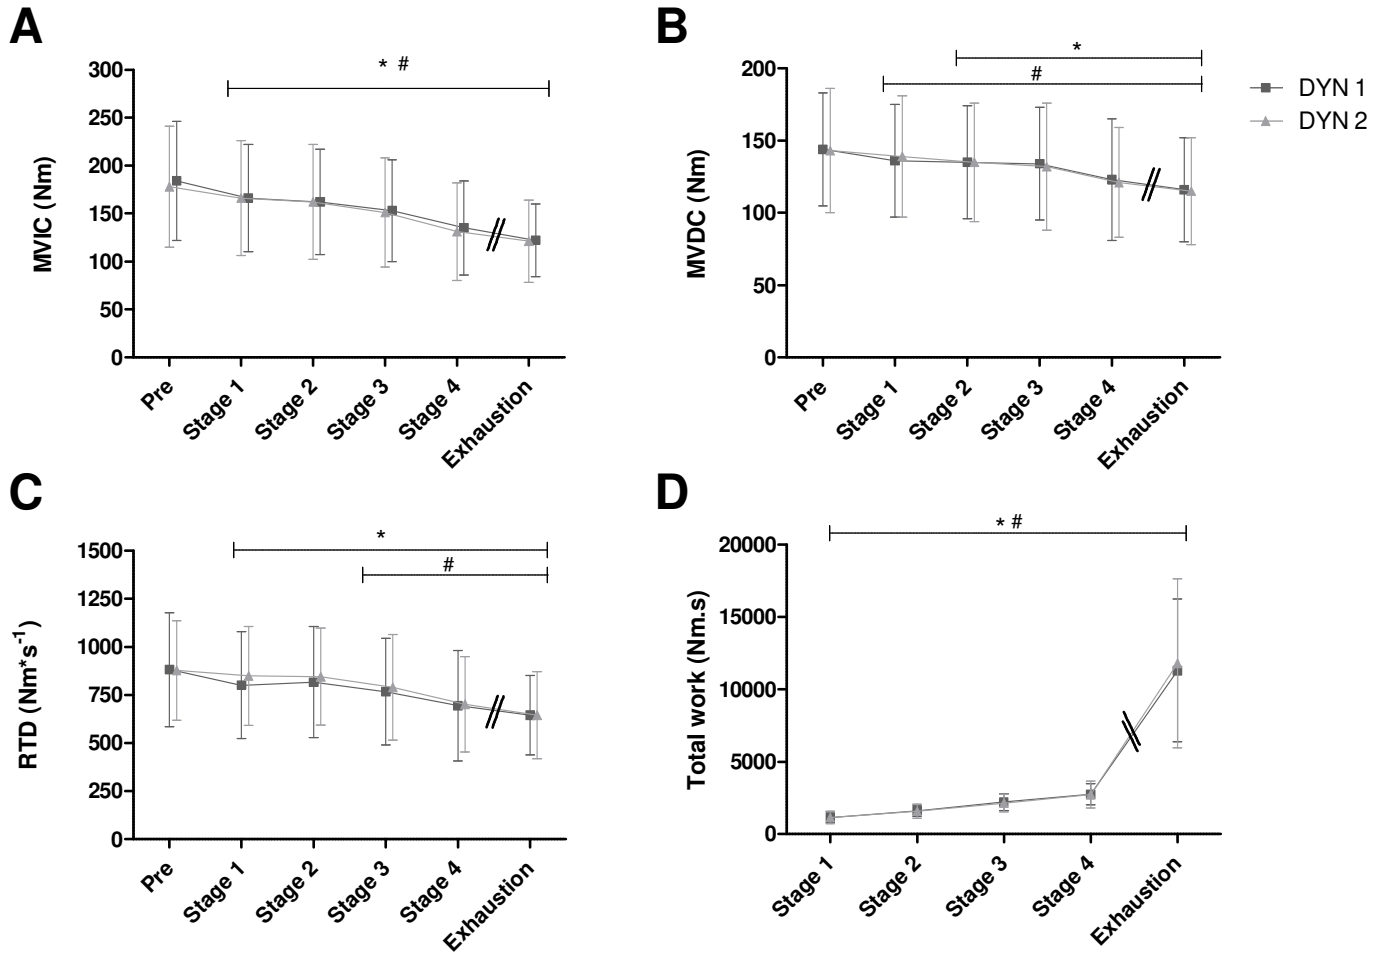 A
* #
MVIC (Nm)
300
250
200
150
100
50
0
Pre
Stage 1
Stage 2
Stage 3
Stage 4
Exhaustion
B
*
#
MVDC (Nm)
200
150
100
50
0
Pre
Stage 1
Stage 2
Stage 3
Stage 4
Exhaustion
DYN 1
DYN 2
C
*
#
RTD (Nm*s-1)
1500
1250
1000
750
500
250
0
Pre
Stage 1
Stage 2
Stage 3
Stage 4
Exhaustion
D
* #
Total work (Nm.s)
20000
15000
10000
5000
0
Stage 1
Stage 2
Stage 3
Stage 4
Exhaustion